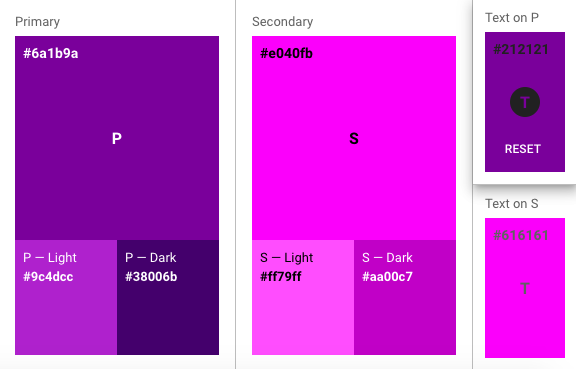 Primary
#6a1b9a
P
P — Light
#9c4dcc
P — Dark
#38006b
Secondary
#e040fb
S
S — Light
#ff79ff
S — Dark
#aa00c7
Text on P
#212121
T
RESET
Text on S
#616161
T